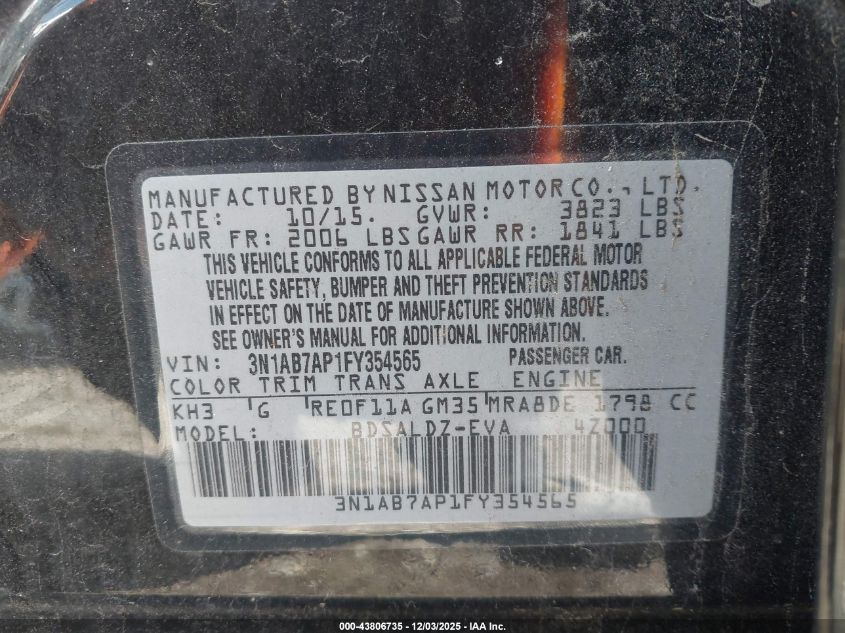 MANUFACTURED BY NISSAN MOTOR CO., LTD.
DATE: 10/15. GVWR: 3823 LBS
GAWR FR: 2006 LBS GAWR RR: 1841 LBS
THIS VEHICLE CONFORMS TO ALL APPLICABLE FEDERAL MOTOR
VEHICLE SAFETY, BUMPER AND THEFT PREVENTION STANDARDS
IN EFFECT ON THE DATE OF MANUFACTURE SHOWN ABOVE.
SEE OWNER'S MANUAL FOR ADDITIONAL INFORMATION.
VIN: 3N1AB7AP1FY354565 PASSENGER CAR.
COLOR TRIM TRANS AXLE ENGINE
KH3 G RE0F11A GM35 MRA8DE 1798 CC
MODEL: BDSALDZ-EVA 4Z000
3N1AB7AP1FY354565
000-43806735 - 12/03/2025 - IAA Inc.